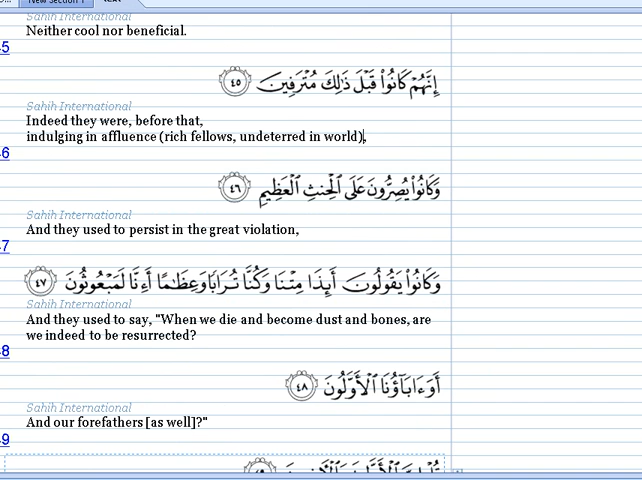 New Section 1
Sahih International
Neither cool nor beneficial.
45
إِنَّهُمْ كَانُوا۟ قَبْلَ ذَٰلِكَ مُتْرَفِينَ ٤٥
Sahih International
Indeed they were, before that,
indulging in affluence (rich fellows, undeterred in world),
46
وَكَانُوا۟ يُصِرُّونَ عَلَى ٱلْحِنثِ ٱلْعَظِيمِ ٤٦
Sahih International
And they used to persist in the great violation,
47
وَكَانُوا۟ يَقُولُونَ أَئِذَا مِتْنَا وَكُنَّا تُرَابًا وَعِظَٰمًا أَءِنَّا لَمَبْعُوثُونَ ٤٧
Sahih International
And they used to say, "When we die and become dust and bones, are
we indeed to be resurrected?
48
أَوَءَابَآؤُنَا ٱلْأَوَّلُونَ ٤٨
Sahih International
And our forefathers [as well]?"
49